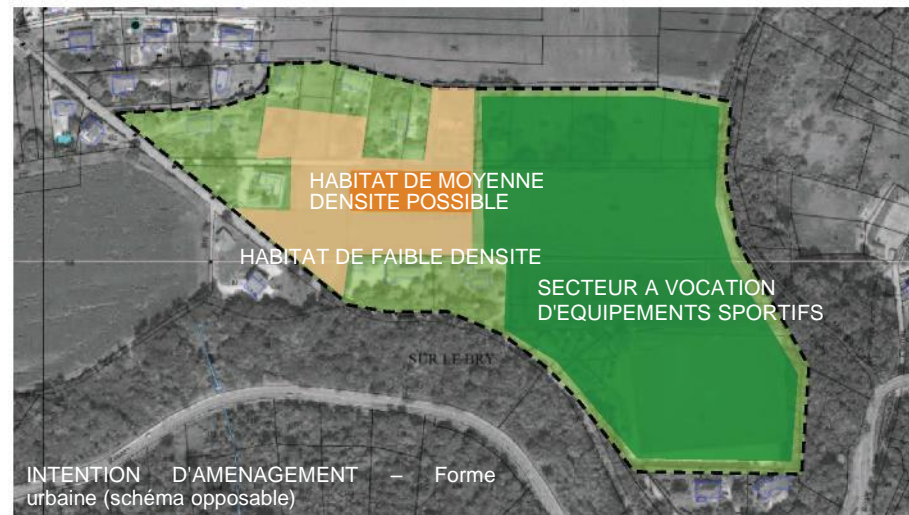 HABITAT DE MOYENNE
DENSITE POSSIBLE
HABITAT DE FAIBLE DENSITE
SECTEUR A VOCATION
D'EQUIPEMENTS SPORTIFS
SUR LE BRY
INTENTION D'AMENAGEMENT – Forme
urbaine (schéma opposable)